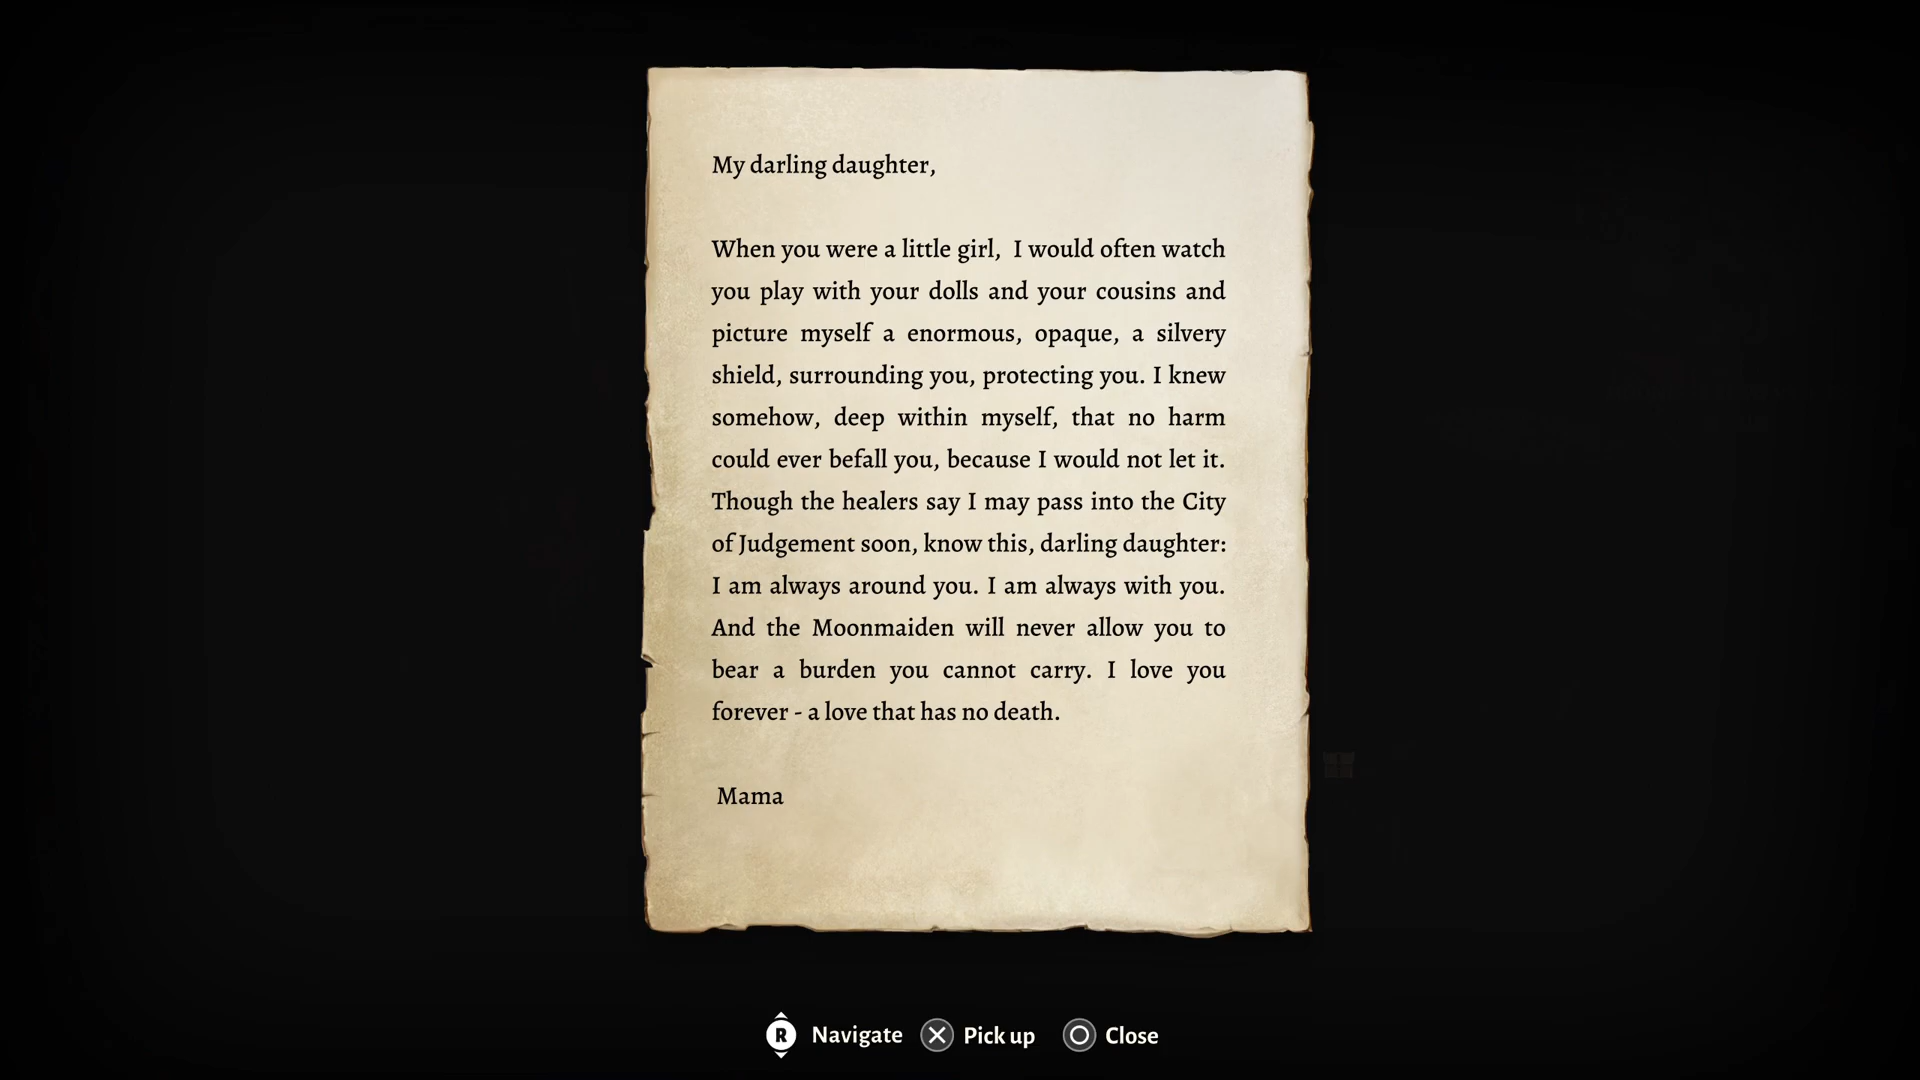 My darling daughter,
When you were a little girl,  I would often watch
you play with your dolls and your cousins and
picture myself a enormous, opaque, a silvery
shield, surrounding you, protecting you. I knew
somehow, deep within myself, that no harm
could ever befall you, because I would not let it.
Though the healers say I may pass into the City
of Judgement soon, know this, darling daughter:
I am always around you. I am always with you.
And the Moonmaiden will never allow you to
bear a burden you cannot carry. I love you
forever - a love that has no death.
Mama
R Navigate Pick up Close